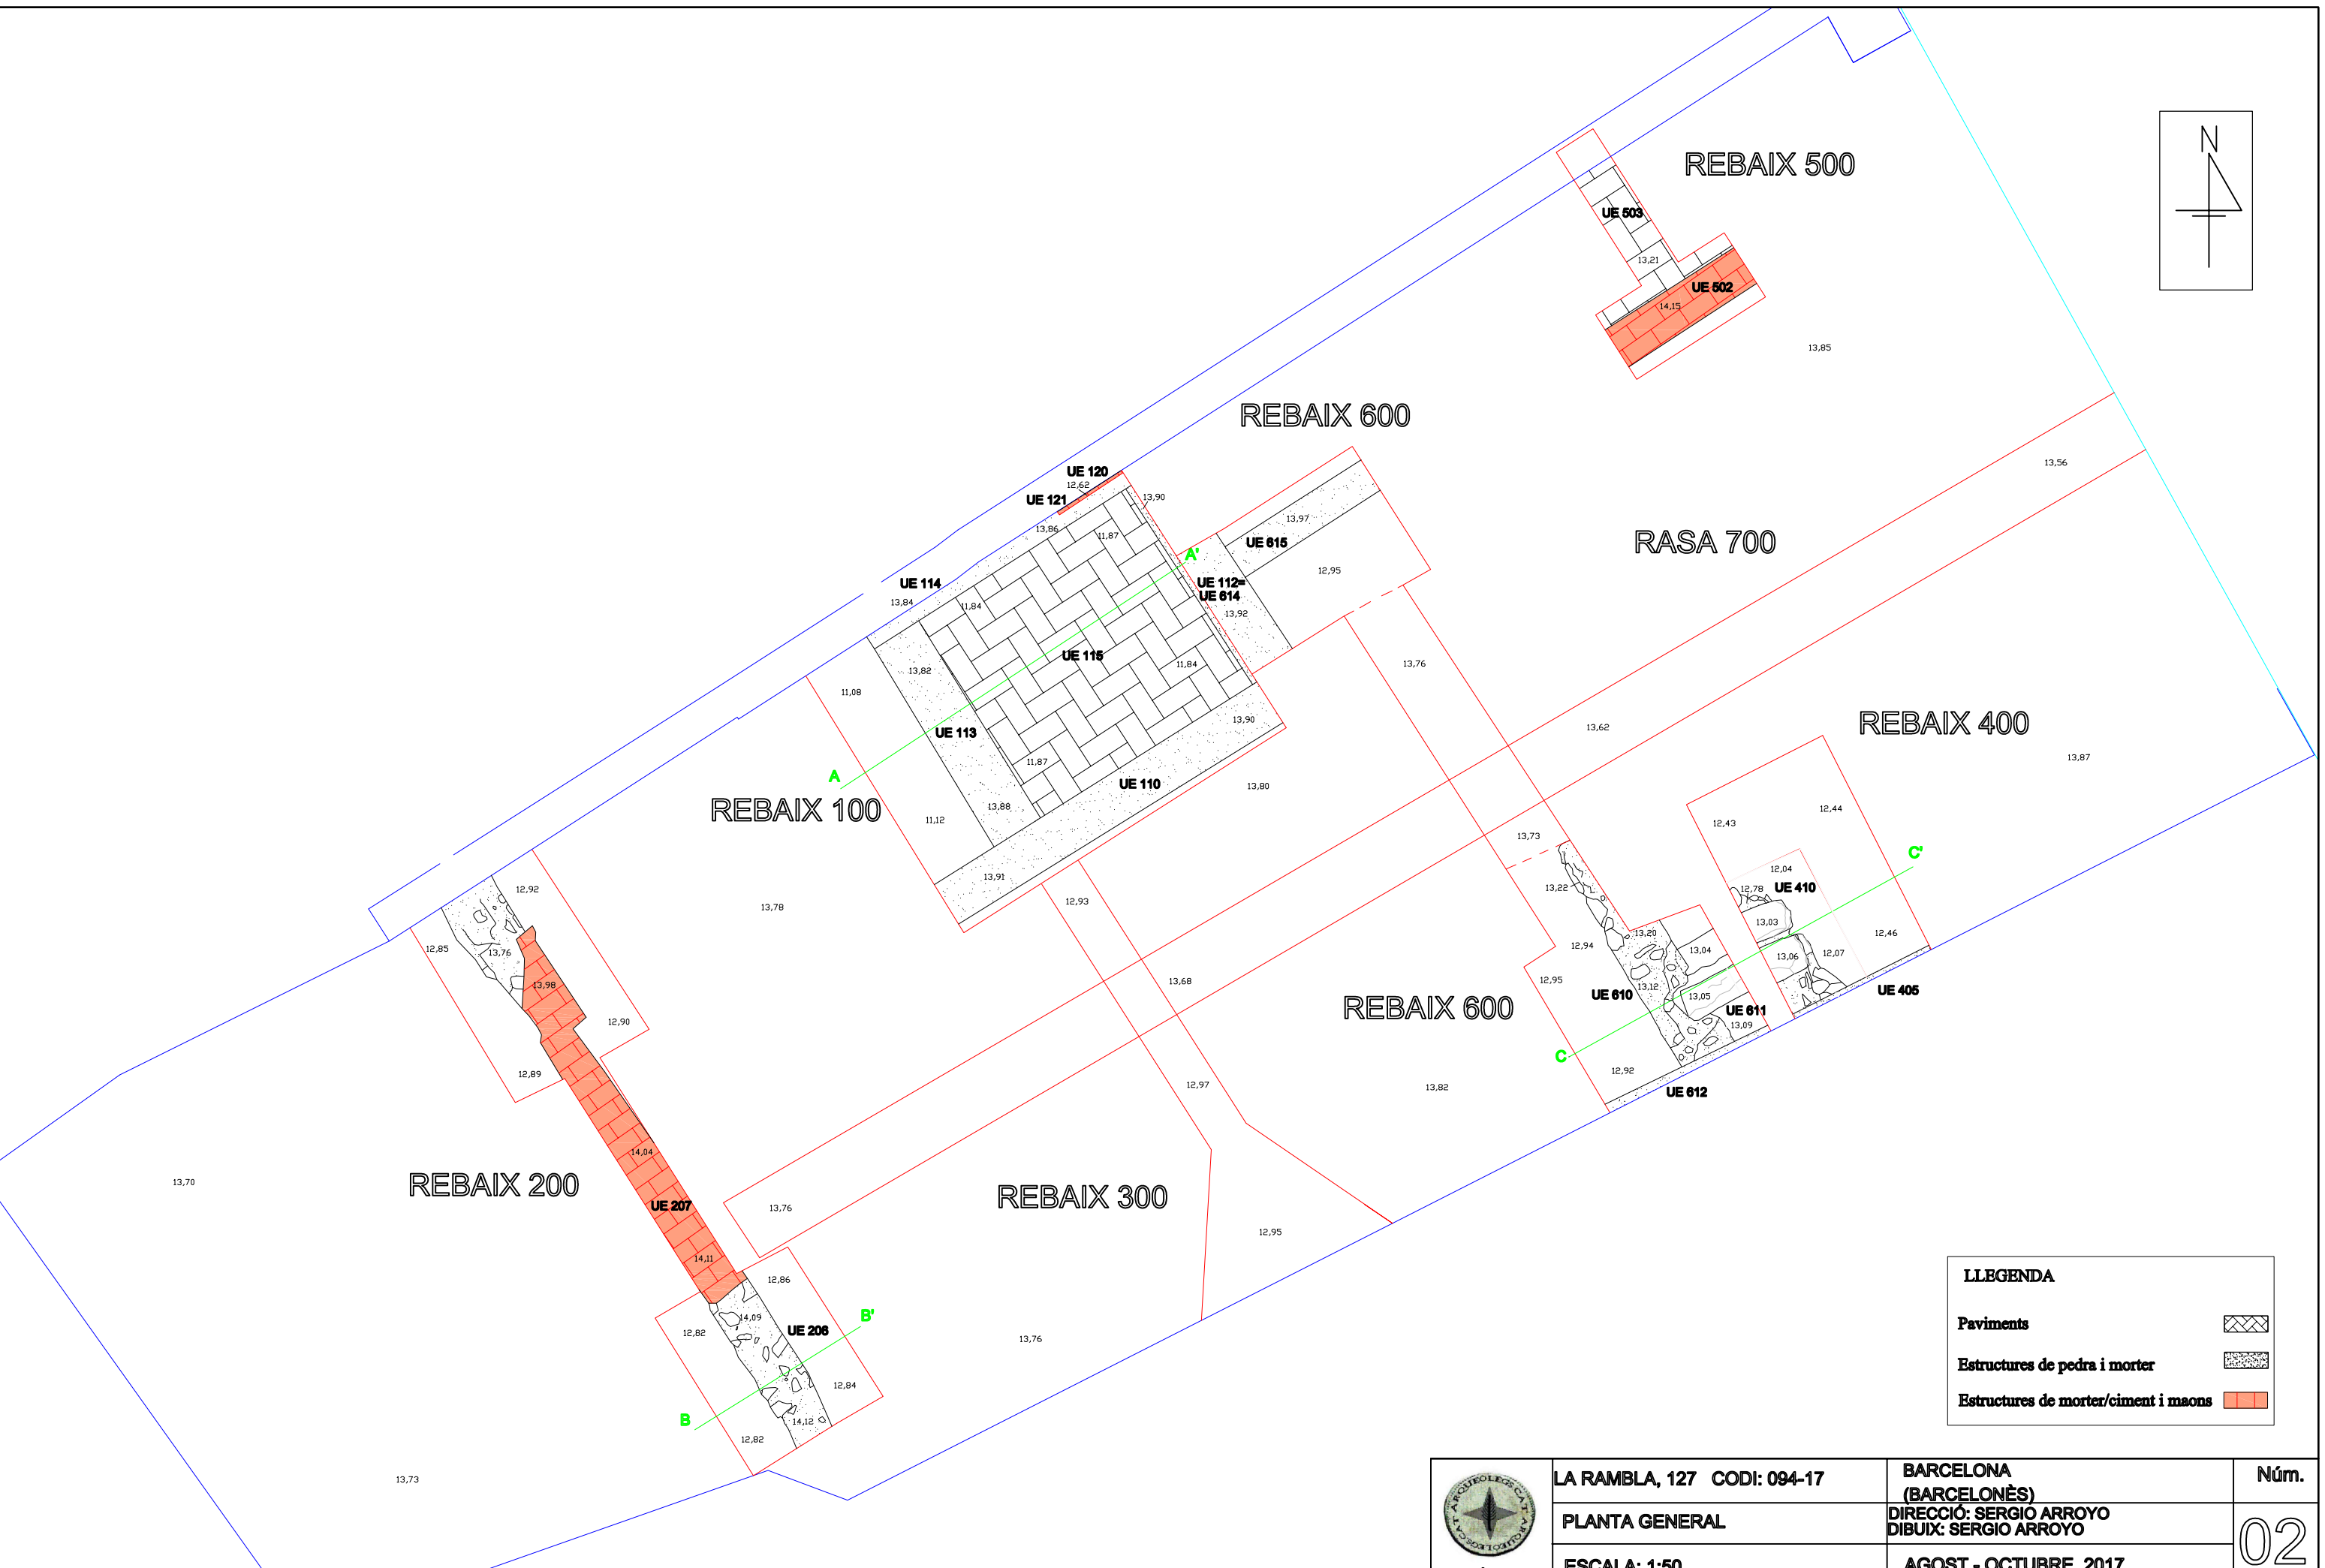 N
REBAIX 500
UE 503
13,21
UE 502
14,15
13,85
REBAIX 600
13,56
UE 120
12,62
UE 121
13,90
13,86
11,87
13,97
UE 615
RASA 700
A'
12,95
UE 114
UE 112=
UE 614
13,84
11,84
13,92
UE 115
13,82
11,84
13,76
11,08
13,90
REBAIX 400
UE 113
13,62
11,87
13,87
A
UE 110
13,80
REBAIX 100
13,88
11,12
12,44
12,43
13,73
C'
12,04
13,91
12,92
13,22
12,78
UE 410
12,93
13,78
13,03
13,20
12,46
12,85
13,76
12,94
13,04
12,07
13,06
13,98
13,68
12,95
13,12
UE 405
UE 610
13,05
REBAIX 600
UE 611
12,90
13,09
C
12,89
12,92
12,97
13,82
UE 612
14,04
13,70
REBAIX 200
REBAIX 300
UE 207
13,76
12,95
14,11
12,86
LLEGENDA
14,09
B'
Paviments
12,82
UE 206
13,76
Estructures de pedra i morter
12,84
Estructures de morter/ciment i maons
B
14,12
12,82
13,73
LA RAMBLA, 127 CODI: 094-17
BARCELONA
(BARCELONÈS)
Núm.
PLANTA GENERAL
DIRECCIÓ: SERGIO ARROYO
DIBUIX: SERGIO ARROYO
02
ESCALA: 1:50
AGOST - OCTUBRE 2017